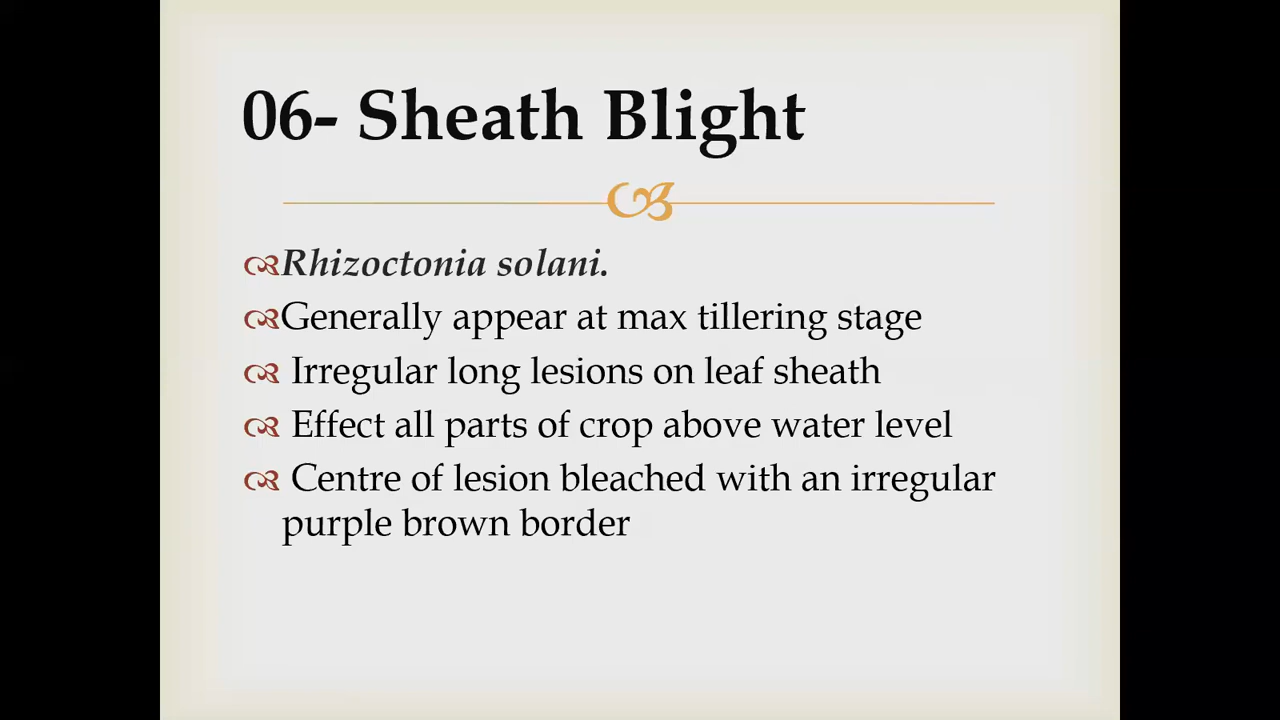 06- Sheath Blight
Rhizoctonia solani.
Generally appear at max tillering stage
Irregular long lesions on leaf sheath
Effect all parts of crop above water level
Centre of lesion bleached with an irregular
purple brown border